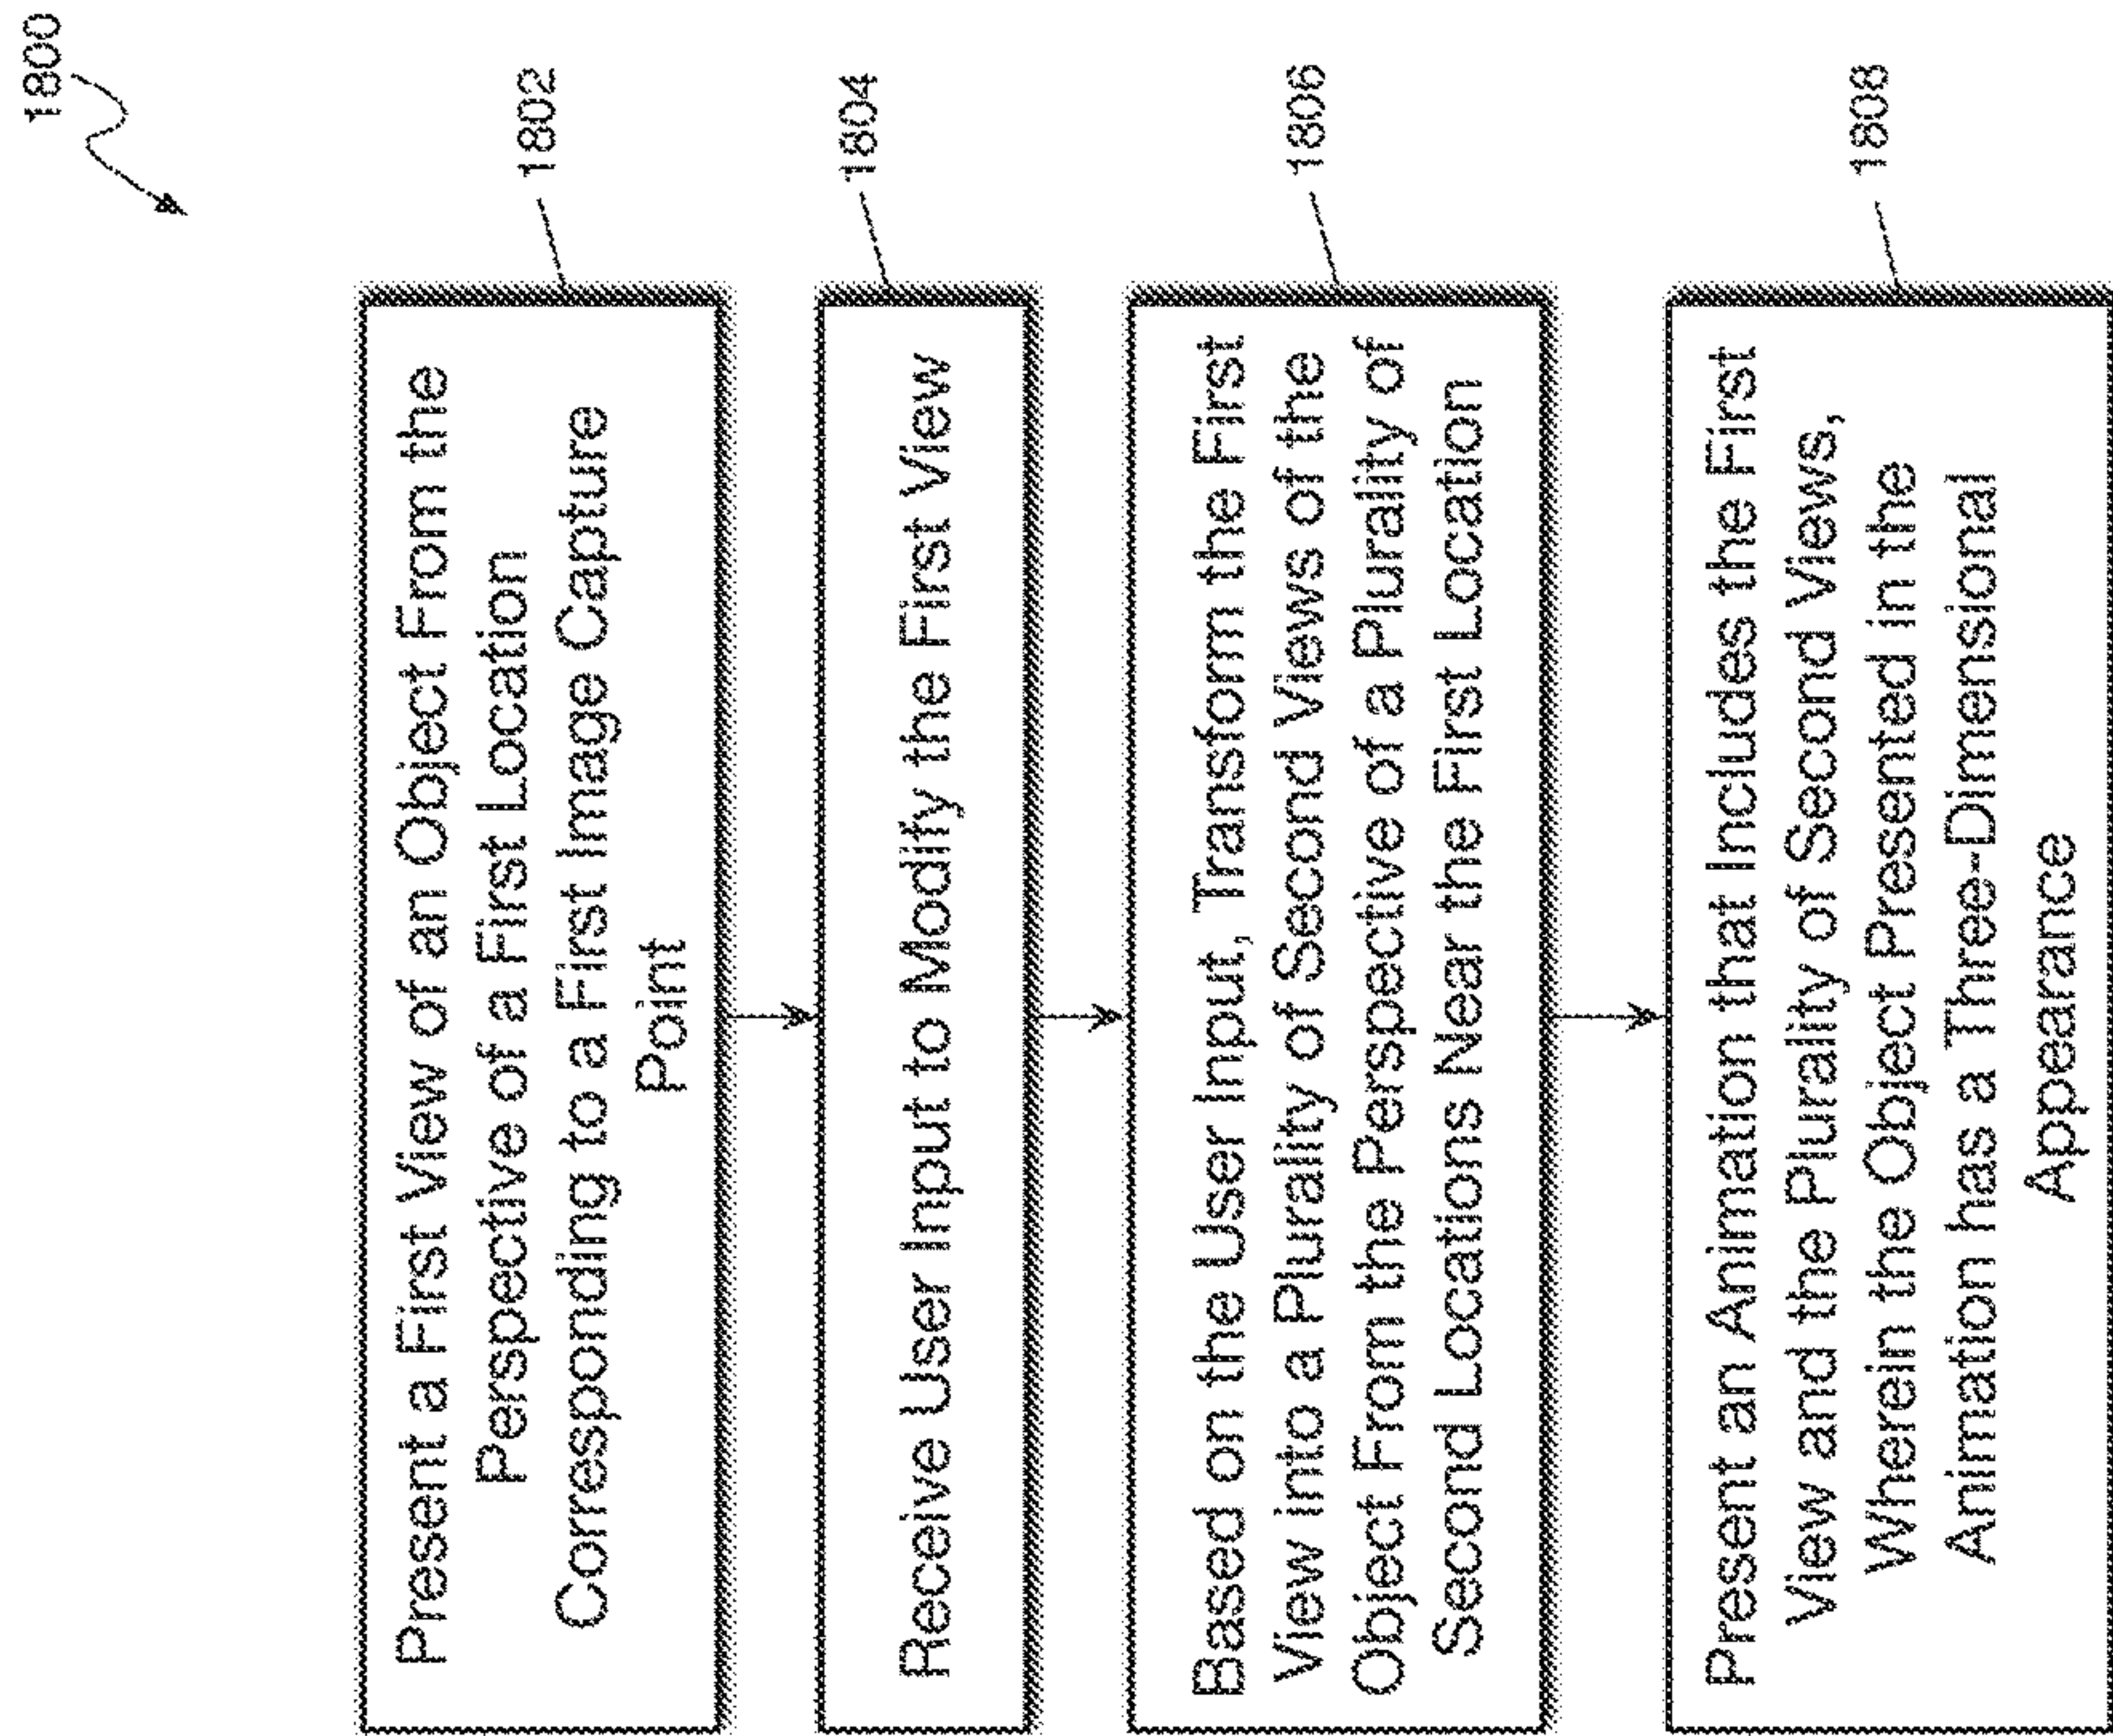 1800
Present a First View of an Object From the
Perspective of a First Location
Corresponding to a First Image Capture
Point
1802
Receive User Input to Modify the First View
1804
Based on the User Input, Transform the First
View into a Plurality of Second Views of the
Object From the Perspective of a Plurality of
Second Locations Near the First Location
1806
Present an Animation that Includes the First
View and the Plurality of Second Views,
Wherein the Object Presented in the
Animation has a Three-Dimensional
Appearance
1808